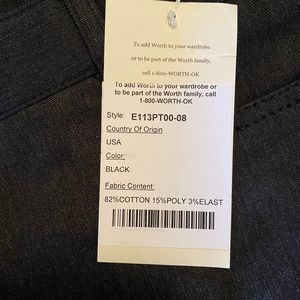 To add Worth to your wardrobe
or to be part of the Worth family,
call 1-800-WORTH-OK
To add Worth to your wardrobe or
to be part of the Worth family, call
1-800-WORTH-OK
Style: E113PT00-08
Country Of Origin
USA
Color:
BLACK
Fabric Content:
82%COTTON 15%POLY 3%ELAST